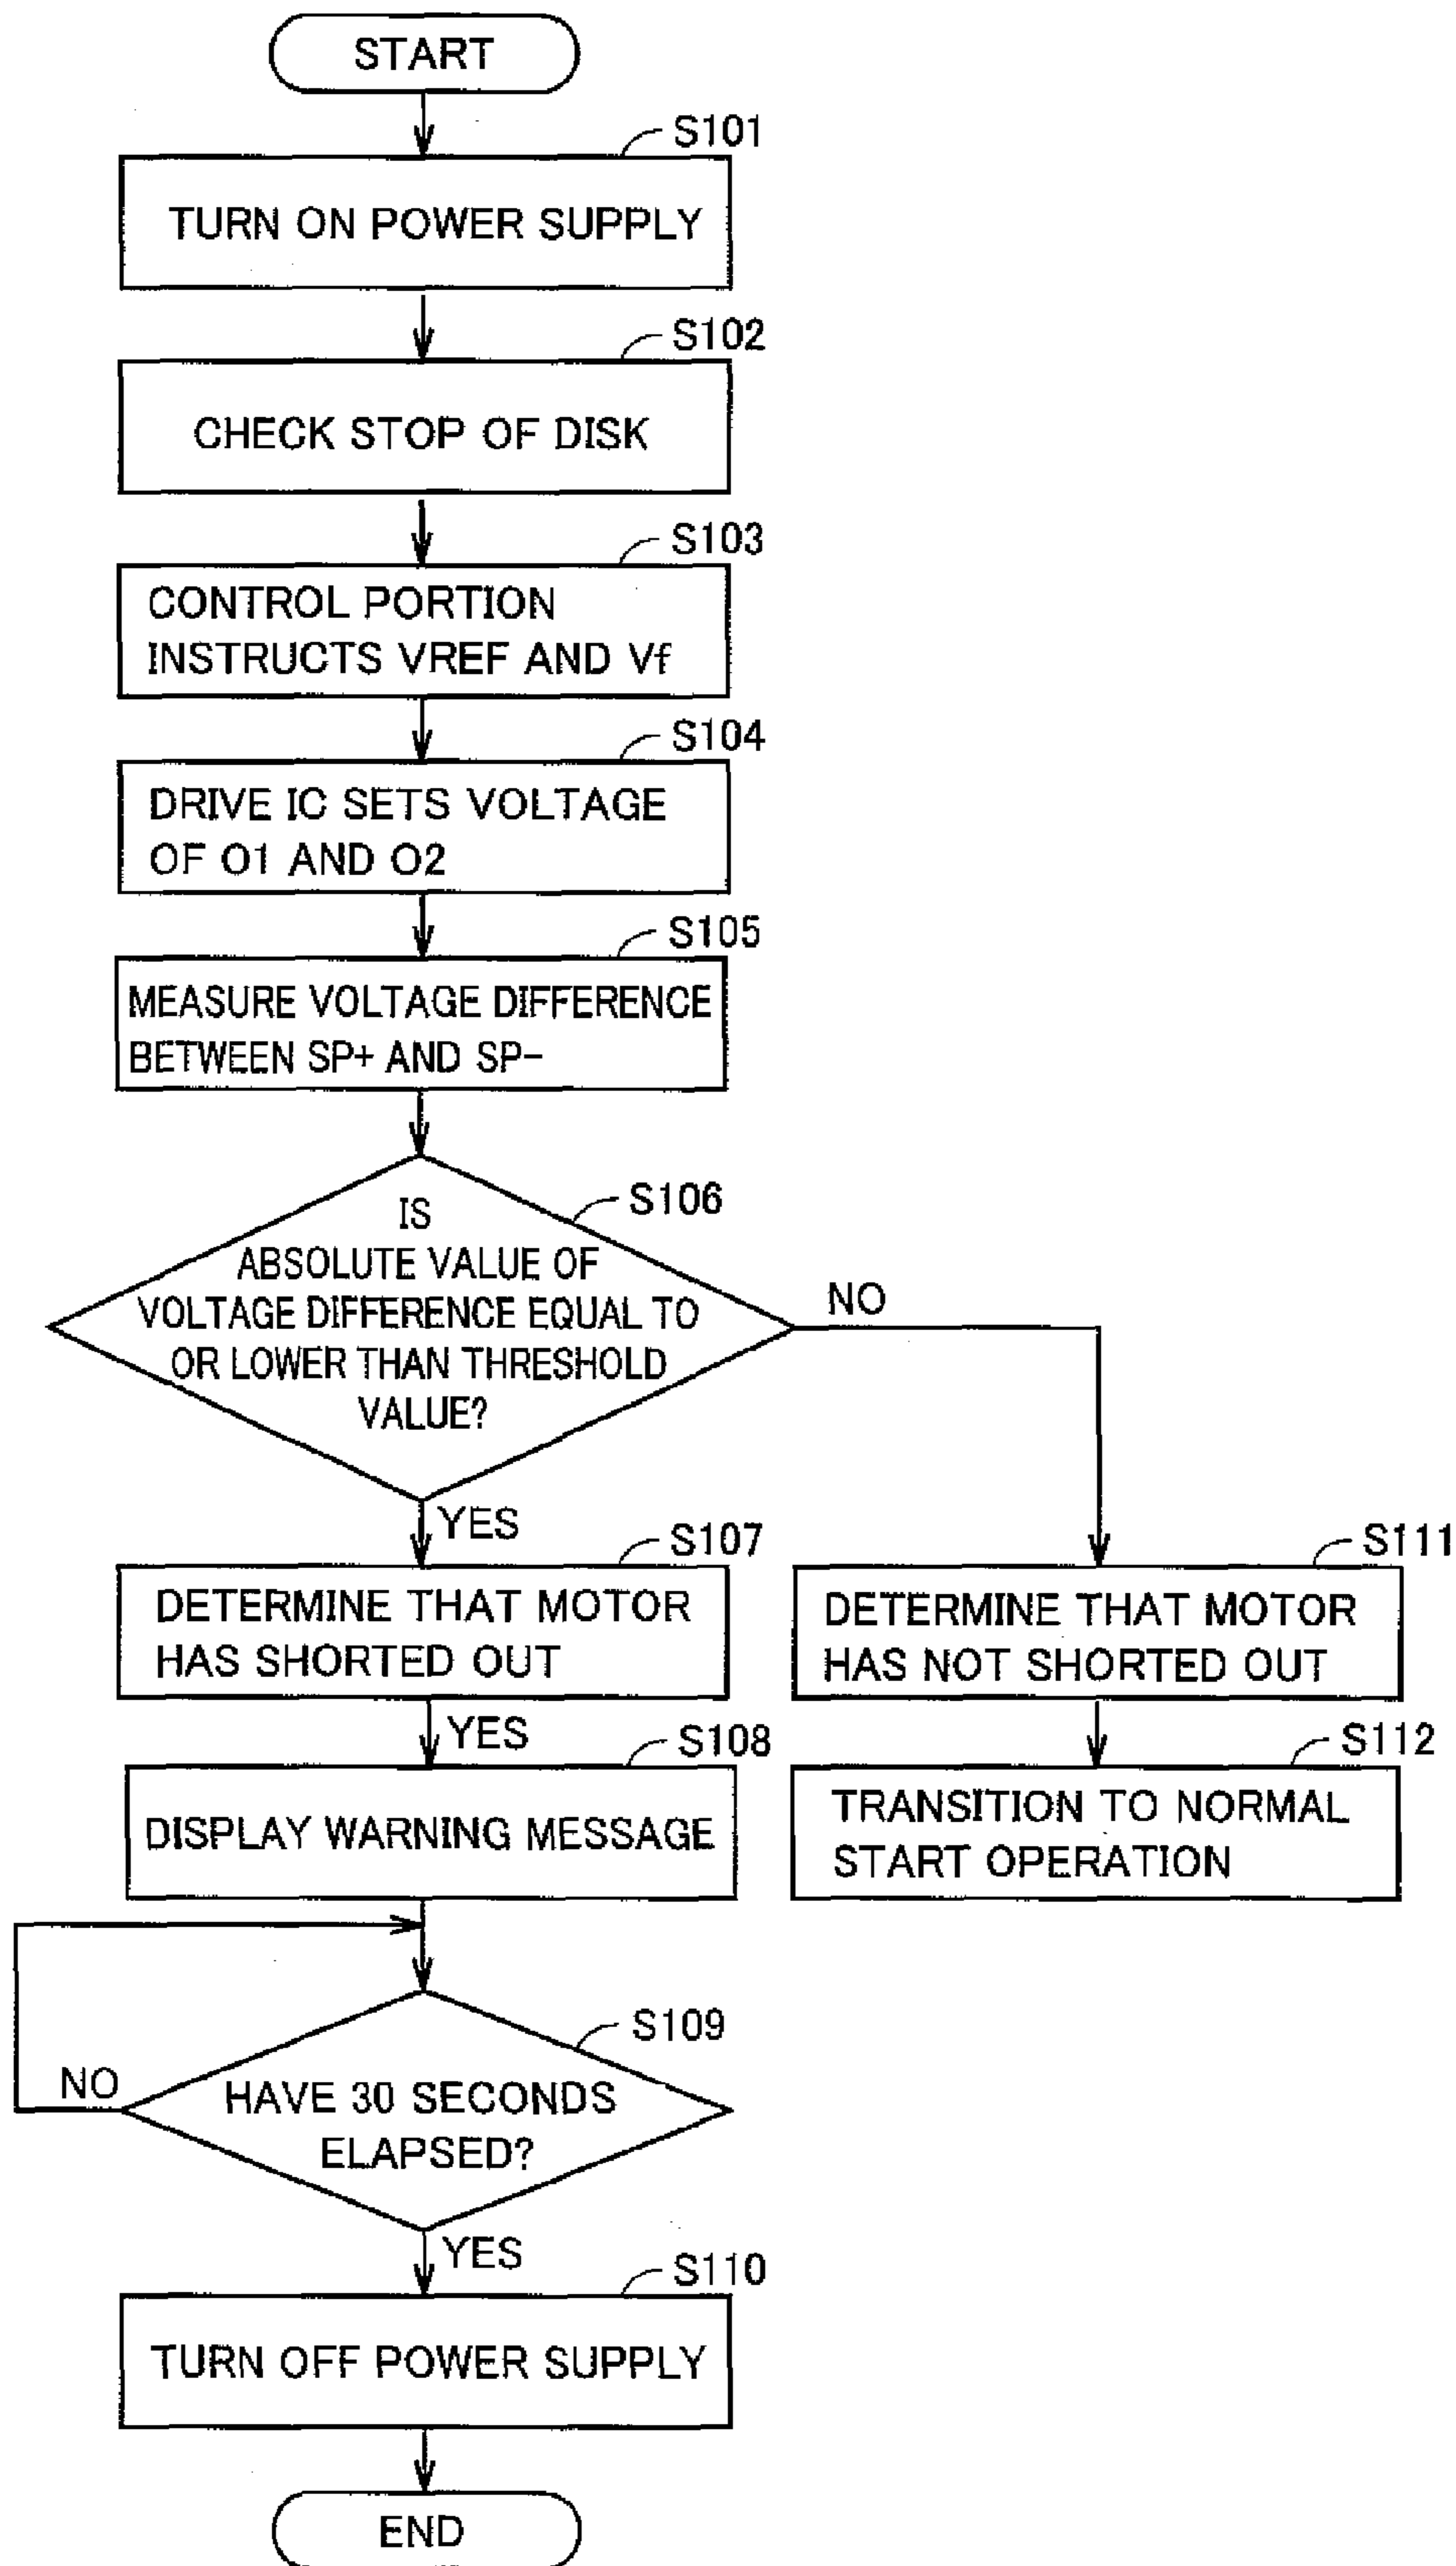 START
S101
TURN ON POWER SUPPLY
S102
CHECK STOP OF DISK
S103
CONTROL PORTION
INSTRUCTS VREF AND Vf
S104
DRIVE IC SETS VOLTAGE
OF O1 AND O2
S105
MEASURE VOLTAGE DIFFERENCE
BETWEEN SP+ AND SP-
S106
IS
ABSOLUTE VALUE OF
VOLTAGE DIFFERENCE EQUAL TO
OR LOWER THAN THRESHOLD
VALUE?
NO
YES
S107
DETERMINE THAT MOTOR
HAS SHORTED OUT
S111
DETERMINE THAT MOTOR
HAS NOT SHORTED OUT
YES
S108
DISPLAY WARNING MESSAGE
S112
TRANSITION TO NORMAL
START OPERATION
S109
NO
HAVE 30 SECONDS
ELAPSED?
YES
S110
TURN OFF POWER SUPPLY
END